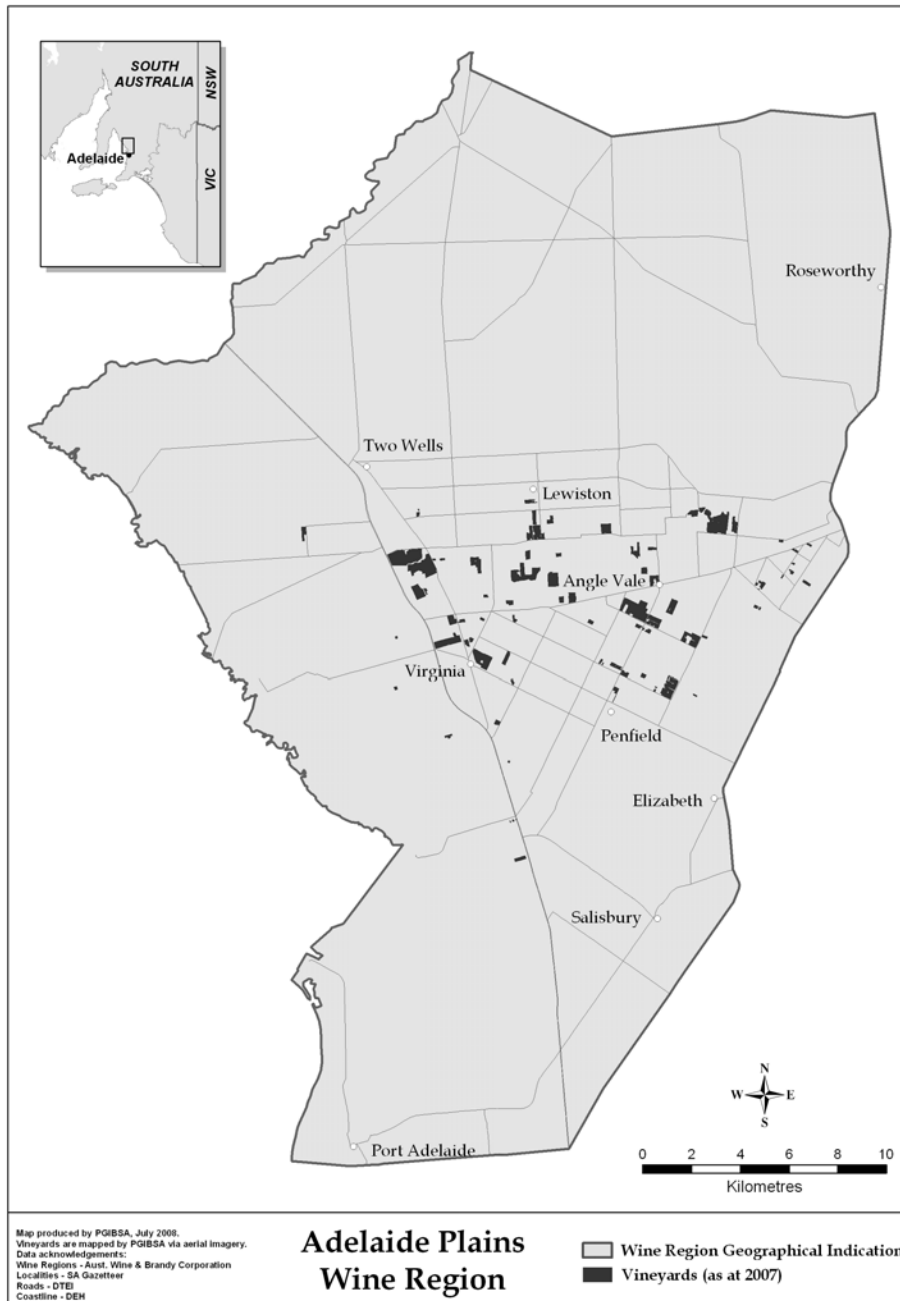 SOUTH
AUSTRALIA
NSW
Adelaide
VIC
Roseworthy
Two Wells
Lewiston
Angle Vale
Virginia
Penfield
Elizabeth
Salisbury
Port Adelaide
N
W E
S
0 2 4 6 8 10
Kilometres
Map produced by PGIBSA, July 2008.
Vineyards are mapped by PGIBSA via aerial imagery.
Data acknowledgements:
Wine Regions - Aust. Wine & Brandy Corporation
Localities - SA Gazetteer
Roads - DTEI
Coastline - DEH
Adelaide Plains
Wine Region
Wine Region Geographical Indication
Vineyards (as at 2007)